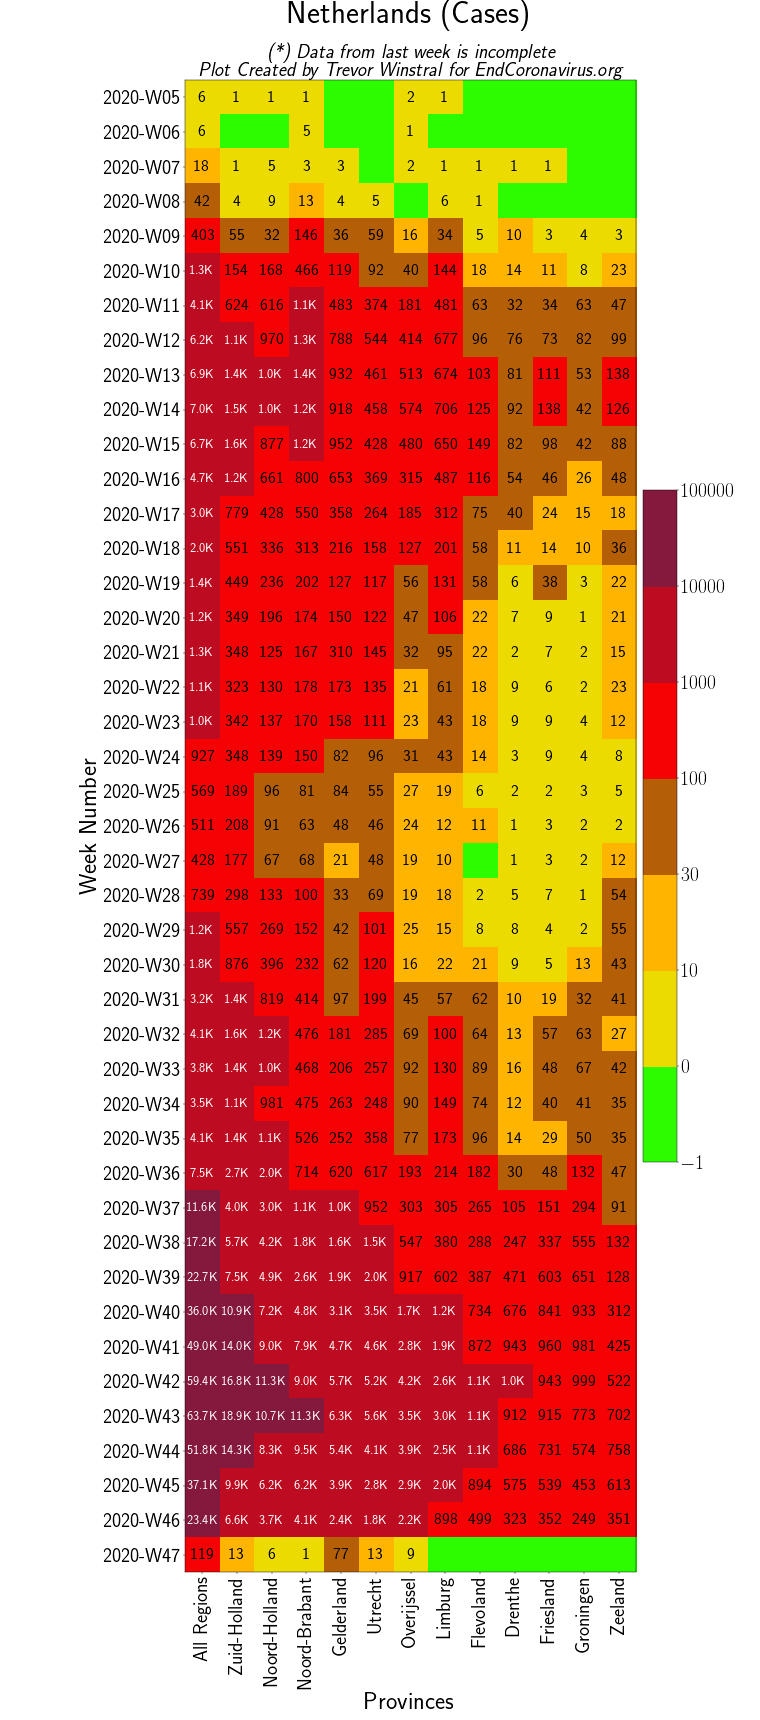 Netherlands (Cases)
(*) Data from last week is incomplete
Plot Created by Trevor Winstral for EndCoronavirus.org
2020-W05 6 1 1 1 2 1
2020-W06 6 5 1
2020-W07 18 1 5 3 3 2 1 1 1 1
2020-W08 42 4 9 13 4 5 6 1
2020-W09 403 55 32 146 36 59 16 34 5 10 3 4 3
2020-W10 1.3K 154 168 466 119 92 40 144 18 14 11 8 23
2020-W11 4.1K 624 616 1.1K 483 374 181 481 63 32 34 63 47
2020-W12 6.2K 1.1K 970 1.3K 788 544 414 677 96 76 73 82 99
2020-W13 6.9K 1.4K 1.0K 1.4K 932 461 513 674 103 81 111 53 138
2020-W14 7.0K 1.5K 1.0K 1.2K 918 458 574 706 125 92 138 42 126
2020-W15 6.7K 1.6K 877 1.2K 952 428 480 650 149 82 98 42 88
2020-W16 4.7K 1.2K 661 800 653 369 315 487 116 54 46 26 48
2020-W17 3.0K 779 428 550 358 264 185 312 75 40 24 15 18
2020-W18 2.0K 551 336 313 216 158 127 201 58 11 14 10 36
2020-W19 1.4K 449 236 202 127 117 56 131 58 6 38 3 22
2020-W20 1.2K 349 196 174 150 122 47 106 22 7 9 1 21
2020-W21 1.3K 348 125 167 310 145 32 95 22 2 7 2 15
2020-W22 1.1K 323 130 178 173 135 21 61 18 9 6 2 23
2020-W23 1.0K 342 137 170 158 111 23 43 18 9 9 4 12
2020-W24 927 348 139 150 82 96 31 43 14 3 9 4 8
2020-W25 569 189 96 81 84 55 27 19 6 2 2 3 5
2020-W26 511 208 91 63 48 46 24 12 11 1 3 2 2
2020-W27 428 177 67 68 21 48 19 10 1 3 2 12
2020-W28 739 298 133 100 33 69 19 18 2 5 7 1 54
2020-W29 1.2K 557 269 152 42 101 25 15 8 8 4 2 55
2020-W30 1.8K 876 396 232 62 120 16 22 21 9 5 13 43
2020-W31 3.2K 1.4K 819 414 97 199 45 57 62 10 19 32 41
2020-W32 4.1K 1.6K 1.2K 476 181 285 69 100 64 13 57 63 27
2020-W33 3.8K 1.4K 1.0K 468 206 257 92 130 89 16 48 67 42
2020-W34 3.5K 1.1K 981 475 263 248 90 149 74 12 40 41 35
2020-W35 4.1K 1.4K 1.1K 526 252 358 77 173 96 14 29 50 35
2020-W36 7.5K 2.7K 2.0K 714 620 617 193 214 182 30 48 132 47
2020-W37 11.6K 4.0K 3.0K 1.1K 1.0K 952 303 305 265 105 151 294 91
2020-W38 17.2K 5.7K 4.2K 1.8K 1.6K 1.5K 547 380 288 247 337 555 132
2020-W39 22.7K 7.5K 4.9K 2.6K 1.9K 2.0K 917 602 387 471 603 651 128
2020-W40 36.0K 10.9K 7.2K 4.8K 3.1K 3.5K 1.7K 1.2K 734 676 841 933 312
2020-W41 49.0K 14.0K 9.0K 7.9K 4.7K 4.6K 2.8K 1.9K 872 943 960 981 425
2020-W42 59.4K 16.8K 11.3K 9.0K 5.7K 5.2K 4.2K 2.6K 1.1K 1.0K 943 999 522
2020-W43 63.7K 18.9K 10.7K 11.3K 6.3K 5.6K 3.5K 3.0K 1.1K 912 915 773 702
2020-W44 51.8K 14.3K 8.3K 9.5K 5.4K 4.1K 3.9K 2.5K 1.1K 686 731 574 758
2020-W45 37.1K 9.9K 6.2K 6.2K 3.9K 2.8K 2.9K 2.0K 894 575 539 453 613
2020-W46 23.4K 6.6K 3.7K 4.1K 2.4K 1.8K 2.2K 898 499 323 352 249 351
2020-W47 119 13 6 1 77 13 9
Week Number
All Regions
Zuid-Holland
Noord-Holland
Noord-Brabant
Gelderland
Utrecht
Overijssel
Limburg
Flevoland
Drenthe
Friesland
Groningen
Zeeland
Provinces
100000
10000
1000
100
30
10
0
−1